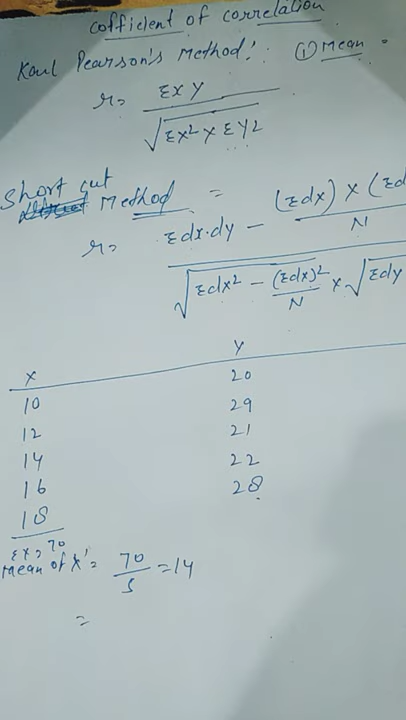 cofficient of correlation
Karl Pearson's Method: ① Mean =
r = ΣXY
√ΣX² × ΣY2
Short cut Method =
r = Σdx.dy - (Σdx) × (Σd
N
√Σdx² - (Σdx)²/N × √Σdy
X Y
10 20
12 29
14 21
16 22
18 28
Σx = 70
Mean of X' = 70/5 = 14
=